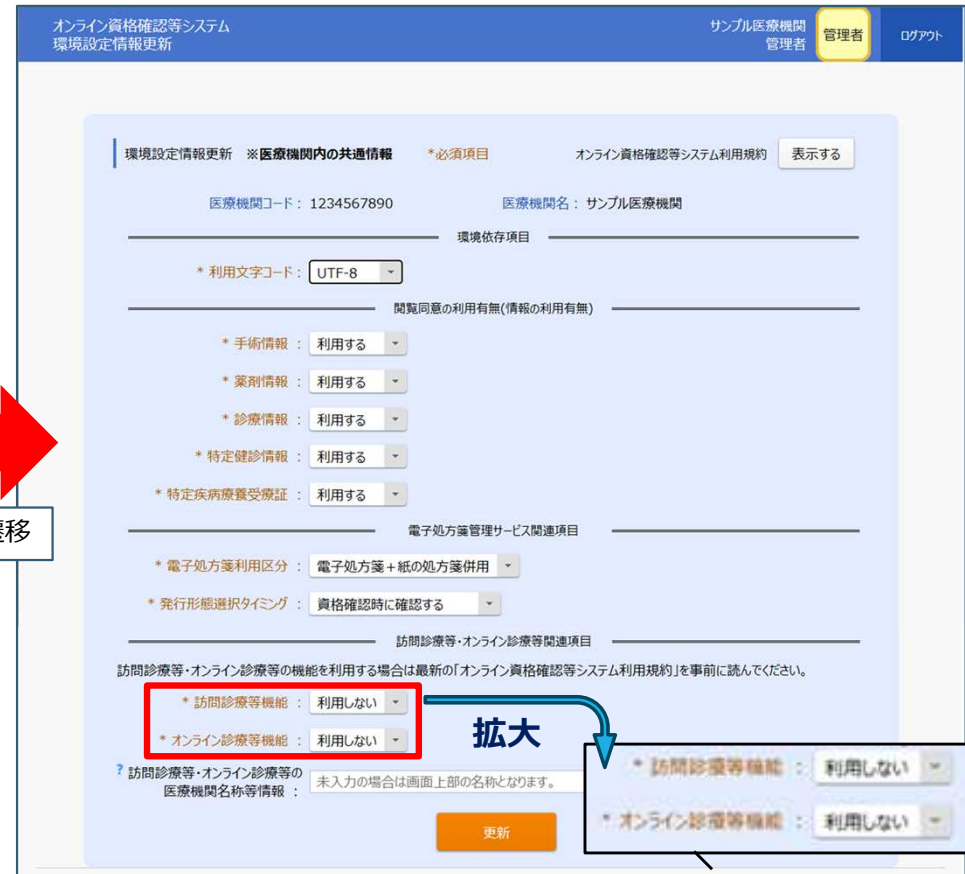 オンライン資格確認等システム
環境設定情報更新
サンプル医療機関
管理者
管理者
ログアウト
環境設定情報更新 ※医療機関内の共通情報 *必須項目 オンライン資格確認等システム利用規約 表示する
医療機関コード : 1234567890 医療機関名 : サンプル医療機関
環境依存項目
* 利用文字コード : UTF-8
閲覧同意の利用有無(情報の利用有無)
* 手術情報 : 利用する
* 薬剤情報 : 利用する
* 診療情報 : 利用する
* 特定健診情報 : 利用する
* 特定疾病療養受療証 : 利用する
遷移
電子処方箋管理サービス関連項目
* 電子処方箋利用区分 : 電子処方箋+紙の処方箋併用
* 発行形態選択タイミング : 資格確認時に確認する
訪問診療等・オンライン診療等関連項目
訪問診療等・オンライン診療等の機能を利用する場合は最新の「オンライン資格確認等システム利用規約」を事前に読んでください。
* 訪問診療等機能 : 利用しない
* オンライン診療等機能 : 利用しない
拡大
? 訪問診療等・オンライン診療等の
医療機関名称等情報 : 未入力の場合は画面上部の名称となります。
* 訪問診療等機能 : 利用しない
* オンライン診療等機能 : 利用しない
更新